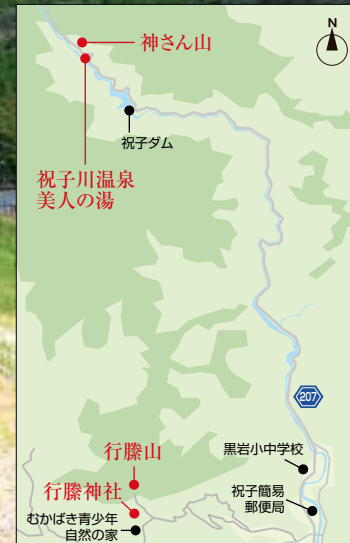 N
神さん山
祝子ダム
祝子川温泉
美人の湯
207
行縢山
黒岩小中学校
行縢神社
祝子簡易
郵便局
むかばき青少年
自然の家